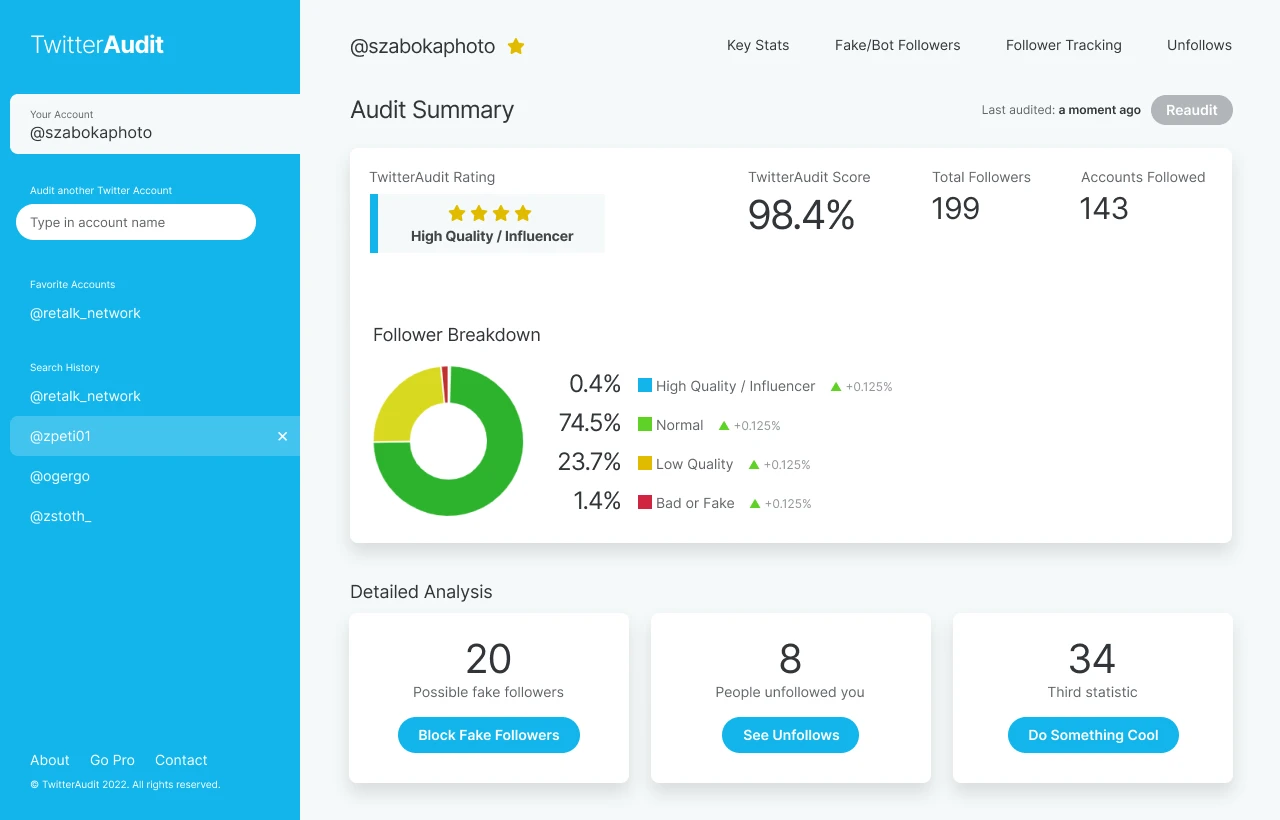 TwitterAudit
Your Account
@szabokaphoto
Audit another Twitter Account
Type in account name
Favorite Accounts
@retalk_network
Search History
@retalk_network
@zpeti01
@ogergo
@zstoth_
About Go Pro Contact
© TwitterAudit 2022. All rights reserved.
@szabokaphoto
Key Stats Fake/Bot Followers Follower Tracking Unfollows
Audit Summary
Last audited: a moment ago Reaudit
TwitterAudit Rating
High Quality / Influencer
TwitterAudit Score
98.4%
Total Followers
199
Accounts Followed
143
Follower Breakdown
0.4% High Quality / Influencer +0.125%
74.5% Normal +0.125%
23.7% Low Quality +0.125%
1.4% Bad or Fake +0.125%
Detailed Analysis
20
Possible fake followers
Block Fake Followers
8
People unfollowed you
See Unfollows
34
Third statistic
Do Something Cool